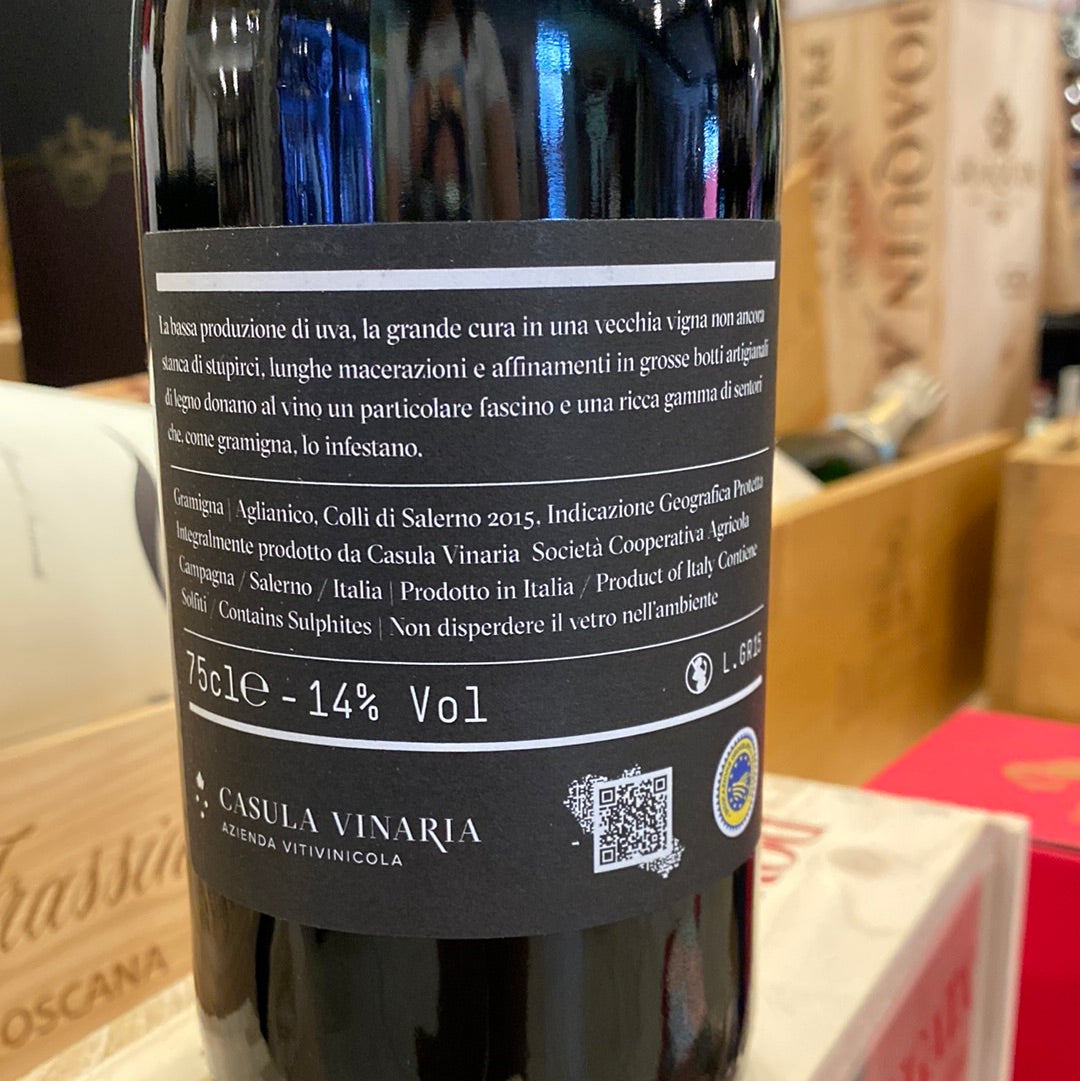 La bassa produzione di uva, la grande cura in una vecchia vigna non ancora
stanca di stupirci, lunghe macerazioni e affinamenti in grosse botti artigianali
di legno donano al vino un particolare fascino e una ricca gamma di sentori
che, come gramigna, lo infestano.
Gramigna | Aglianico, Colli di Salerno 2015, Indicazione Geografica Protetta
Integralmente prodotto da Casula Vinaria Società Cooperativa Agricola
Campagna / Salerno / Italia | Prodotto in Italia / Product of Italy Contiene
Solfiti / Contains Sulphites | Non disperdere il vetro nell'ambiente
75cl℮ - 14% Vol
L.GR15
CASULA VINARIA
AZIENDA VITIVINICOLA
JOAQUIN
TOSCANA